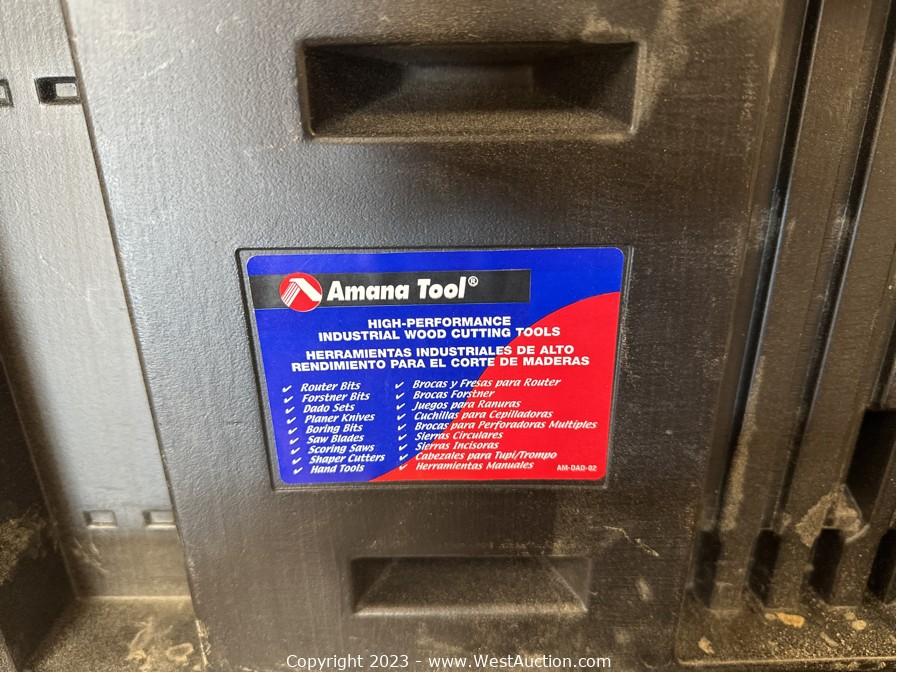 Amana Tool®
HIGH-PERFORMANCE
INDUSTRIAL WOOD CUTTING TOOLS
HERRAMIENTAS INDUSTRIALES DE ALTO
RENDIMIENTO PARA EL CORTE DE MADERAS
✓ Router Bits
✓ Forstner Bits
✓ Dado Sets
✓ Planer Knives
✓ Boring Bits
✓ Saw Blades
✓ Scoring Saws
✓ Shaper Cutters
✓ Hand Tools
✓ Brocas y Fresas para Router
✓ Brocas Forstner
✓ Juegos para Ranuras
✓ Cuchillas para Cepilladoras
✓ Brocas para Perforadoras Multiples
✓ Sierras Circulares
✓ Sierras Incisoras
✓ Cabezales para Tupi/Trompo
✓ Herramientas Manuales
AM-DAD-02
Copyright 2023 - www.WestAuction.com